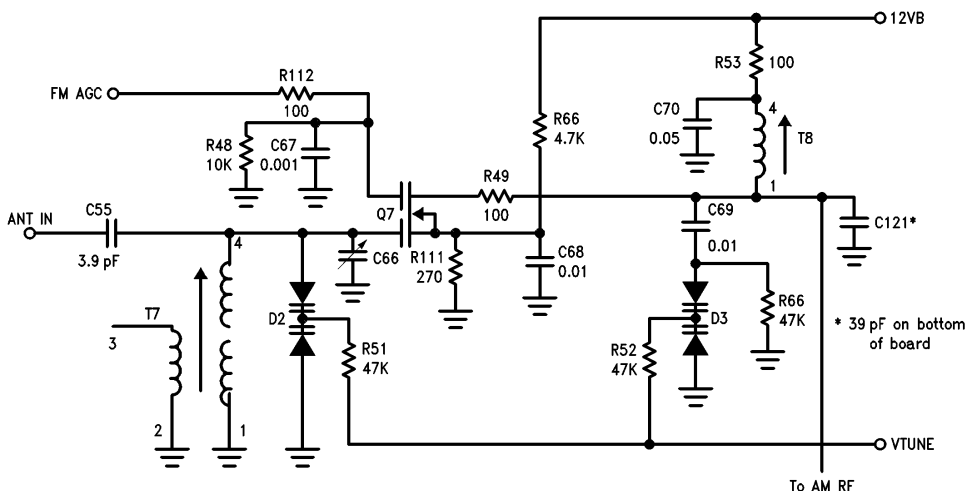 12VB
R53
100
R112
FM AGC
100
C70
0.05
4
T8
R66
4.7K
R48
10K
C67
0.001
R49
100
1
ANT IN
C55
3.9 pF
Q7
C69
0.01
C121*
4
C66
R111
270
C68
0.01
T7
3
D2
R51
47K
R52
47K
D3
R66
47K
* 39 pF on bottom
of board
2
1
VTUNE
To AM RF